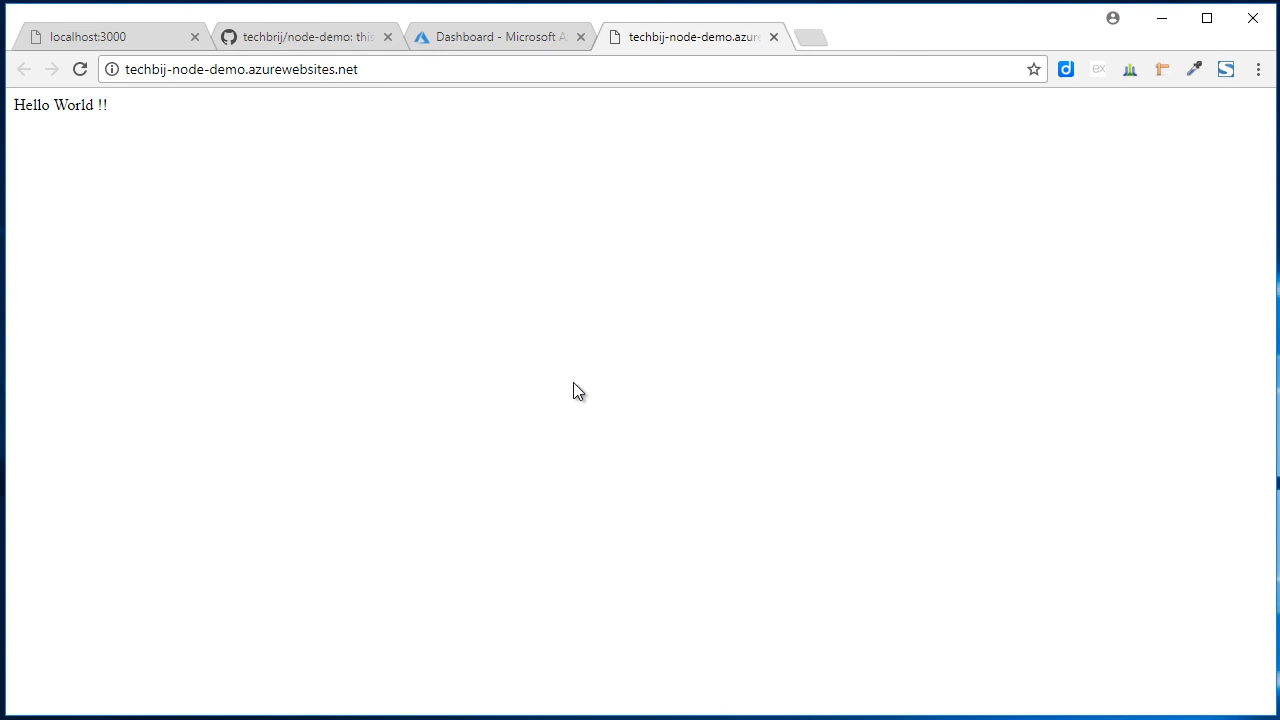 localhost:3000
techbrij/node-demo: this
Dashboard - Microsoft A
techbij-node-demo.azure
techbij-node-demo.azurewebsites.net
d
ex
S
Hello World !!